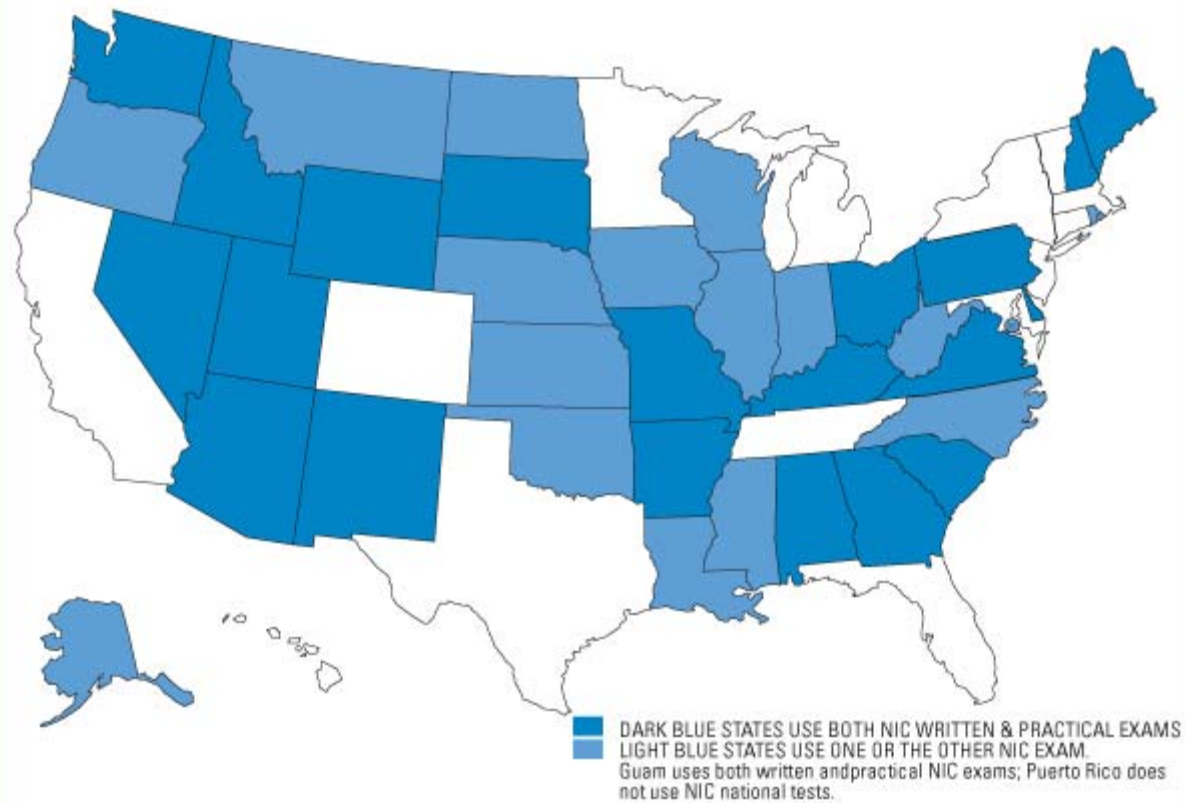 DARK BLUE STATES USE BOTH NIC WRITTEN & PRACTICAL EXAMS
LIGHT BLUE STATES USE ONE OR THE OTHER NIC EXAM.
Guam uses both written andpractical NIC exams; Puerto Rico does
not use NIC national tests.